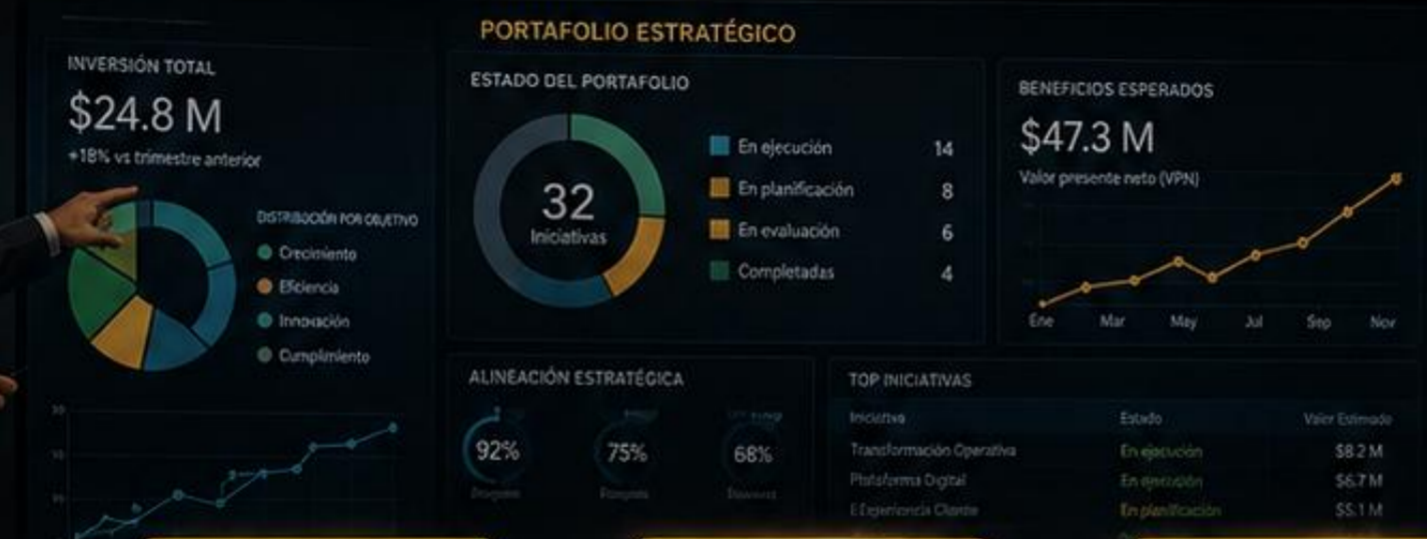 PORTAFOLIO ESTRATÉGICO
INVERSIÓN TOTAL
$24.8 M
+18% vs trimestre anterior
DISTRIBUCIÓN POR OBJETIVO
Crecimiento
Eficiencia
Innovación
Cumplimiento
ESTADO DEL PORTAFOLIO
32
Iniciativas
En ejecución 14
En planificación 8
En evaluación 6
Completadas 4
BENEFICIOS ESPERADOS
$47.3 M
Valor presente neto (VPN)
Ene Mar May Jul Sep Nov
ALINEACIÓN ESTRATÉGICA
92% 75% 68%
TOP INICIATIVAS
Iniciativa Estado Valor Estimado
Transformación Operativa En ejecución $8.2 M
Plataforma Digital En ejecución $6.7 M
Cliente En planificación $5.1 M